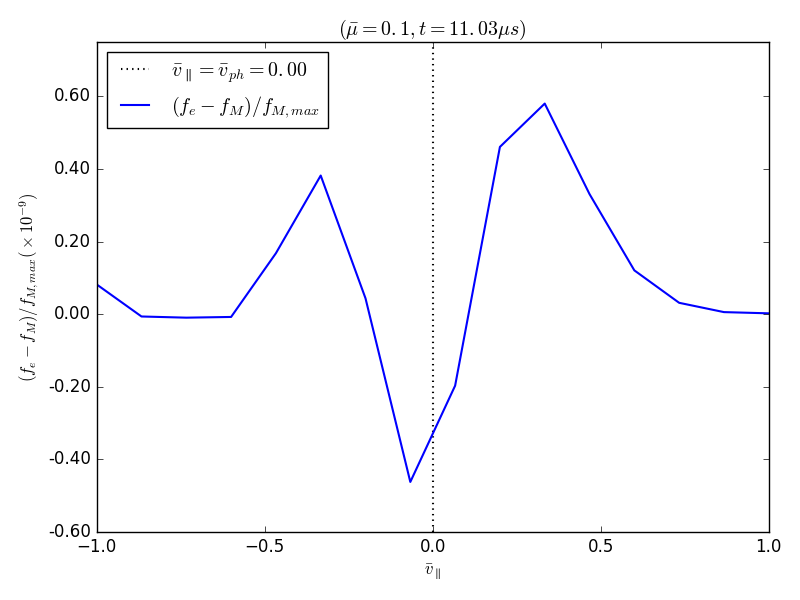 (μ̄ = 0.1, t = 11.03μs)
v̄∥ = v̄ph = 0.00
(fe − fM)/fM,max
(fe − fM)/fM,max(×10⁻⁹)
0.60
0.40
0.20
0.00
-0.20
-0.40
-0.60
−1.0 −0.5 0.0 0.5 1.0
v̄∥